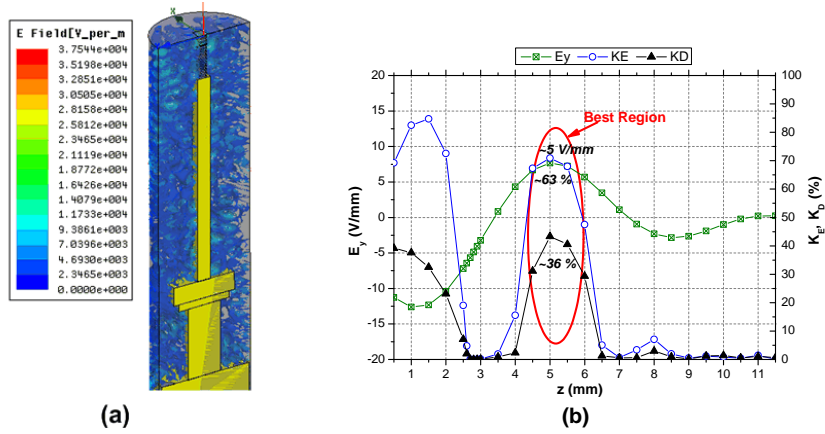 E Field[V_per_m
3.7544e+004
3.5198e+004
3.2851e+004
3.0505e+004
2.8158e+004
2.5812e+004
2.3465e+004
2.1119e+004
1.8772e+004
1.6426e+004
1.4079e+004
1.1733e+004
9.3861e+003
7.0396e+003
4.6930e+003
2.3465e+003
0.0000e+000
X
(a)
Ey KE KD
20
15
10
5
0
-5
-10
-15
-20
E_y (V/mm)
Best Region
~5 V/mm
~63 %
~36 %
100
90
80
70
60
50
40
30
20
10
0
K_E, K_D (%)
1 2 3 4 5 6 7 8 9 10 11
z (mm)
(b)